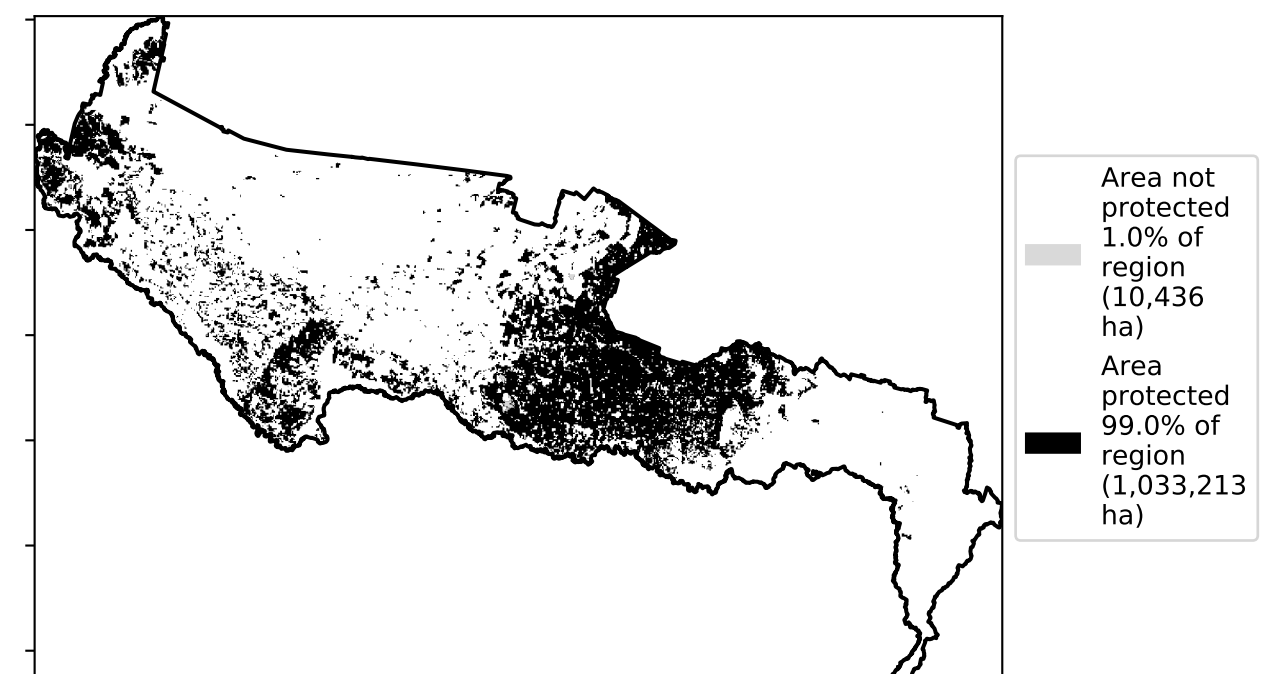 Area not
protected
1.0% of
region
(10,436
ha)
Area
protected
99.0% of
region
(1,033,213
ha)